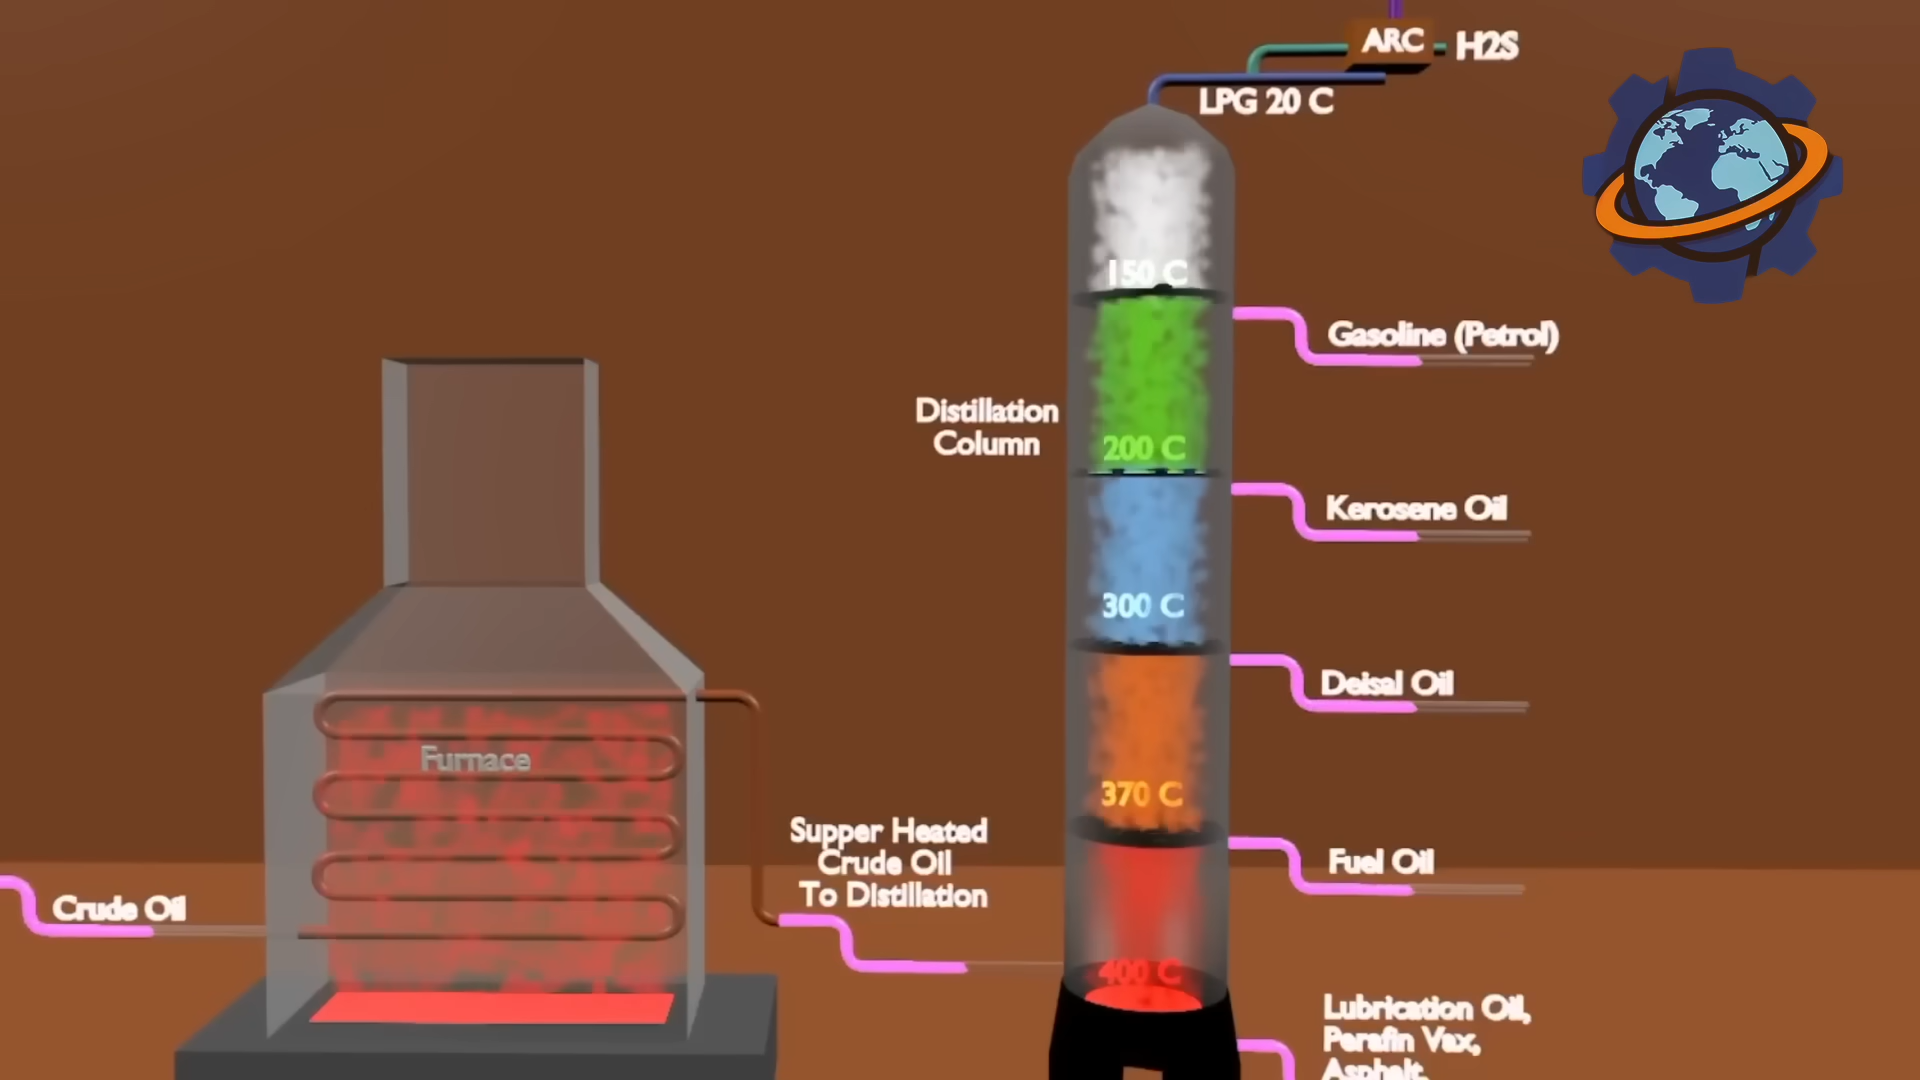 ARC
H2S
LPG 20 C
150 C
Gasoline (Petrol)
Distillation
Column
200 C
Kerosene Oil
300 C
Deisal Oil
Furnace
370 C
Supper Heated
Crude Oil
To Distillation
Fuel Oil
Crude Oil
400 C
Lubrication Oil,
Parafin Vax,
Asphalt,